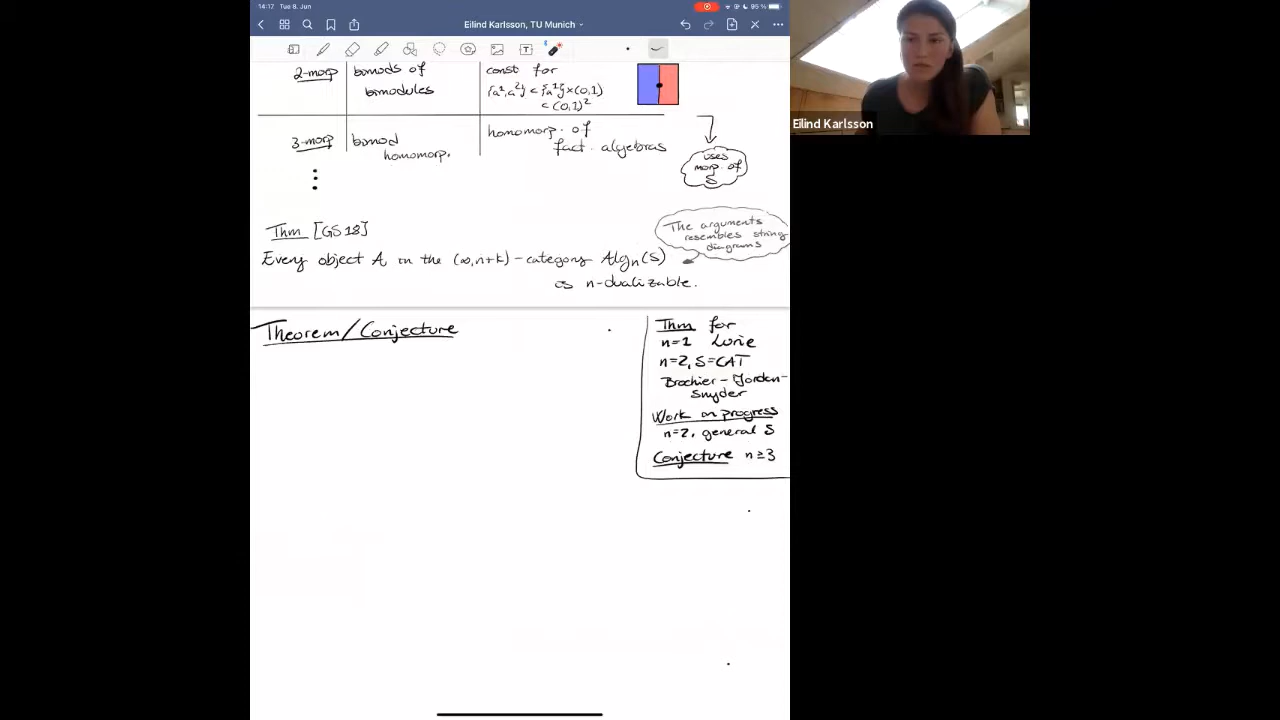 14:17 Tue 8. Jun
95 %
Eilind Karlsson, TU Munich
2-morp
bimods of
bimodules
const for
{a¹,a²} ⊂ {a¹}×(0,1)
⊂ (0,1)²
3-morp
bimod
homomorp.
homomorp. of
fact. algebras
uses
morp. of
S
Thm [GS18]
The arguments
resembles string
diagrams
Every object A in the (∞,n+k)-category Algₙ(S)
is n-dualizable.
Theorem/Conjecture
Thm for
n=1 Lurie
n=2, S=CAT
Brochier-Jordan-
Snyder
Work in progress
n=2, general S
Conjecture n≥3
Eilind Karlsson